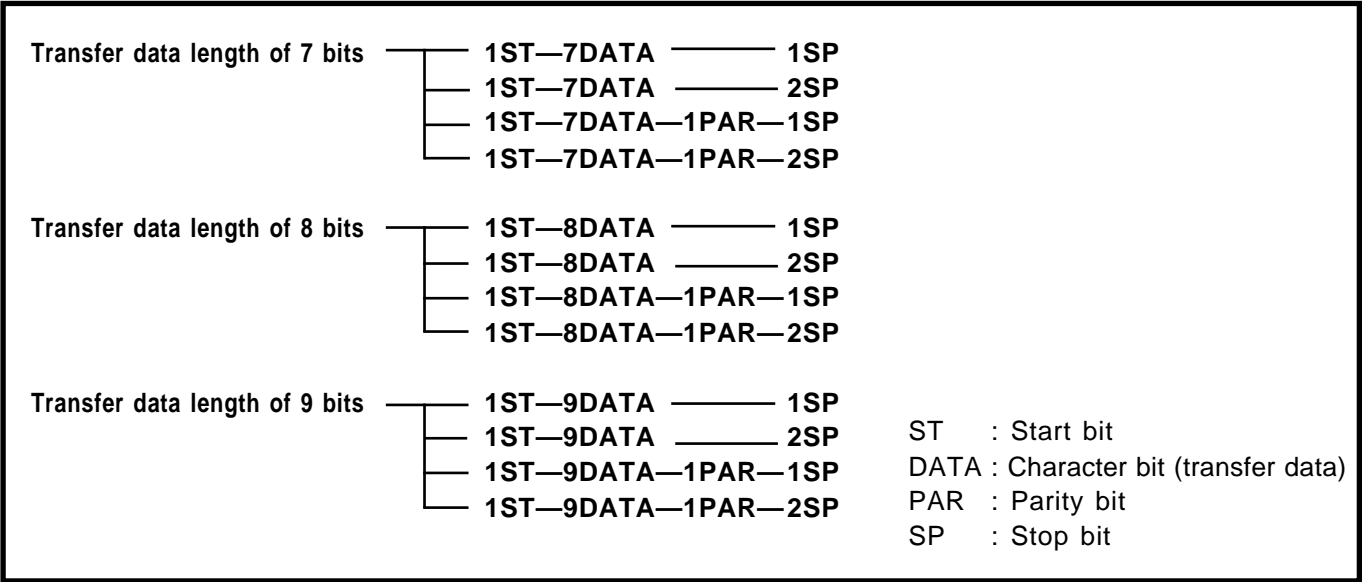 Transfer data length of 7 bits 1ST—7DATA 1SP
1ST—7DATA 2SP
1ST—7DATA—1PAR—1SP
1ST—7DATA—1PAR—2SP
Transfer data length of 8 bits 1ST—8DATA 1SP
1ST—8DATA 2SP
1ST—8DATA—1PAR—1SP
1ST—8DATA—1PAR—2SP
Transfer data length of 9 bits 1ST—9DATA 1SP
1ST—9DATA 2SP
1ST—9DATA—1PAR—1SP
1ST—9DATA—1PAR—2SP
ST : Start bit
DATA : Character bit (transfer data)
PAR : Parity bit
SP : Stop bit